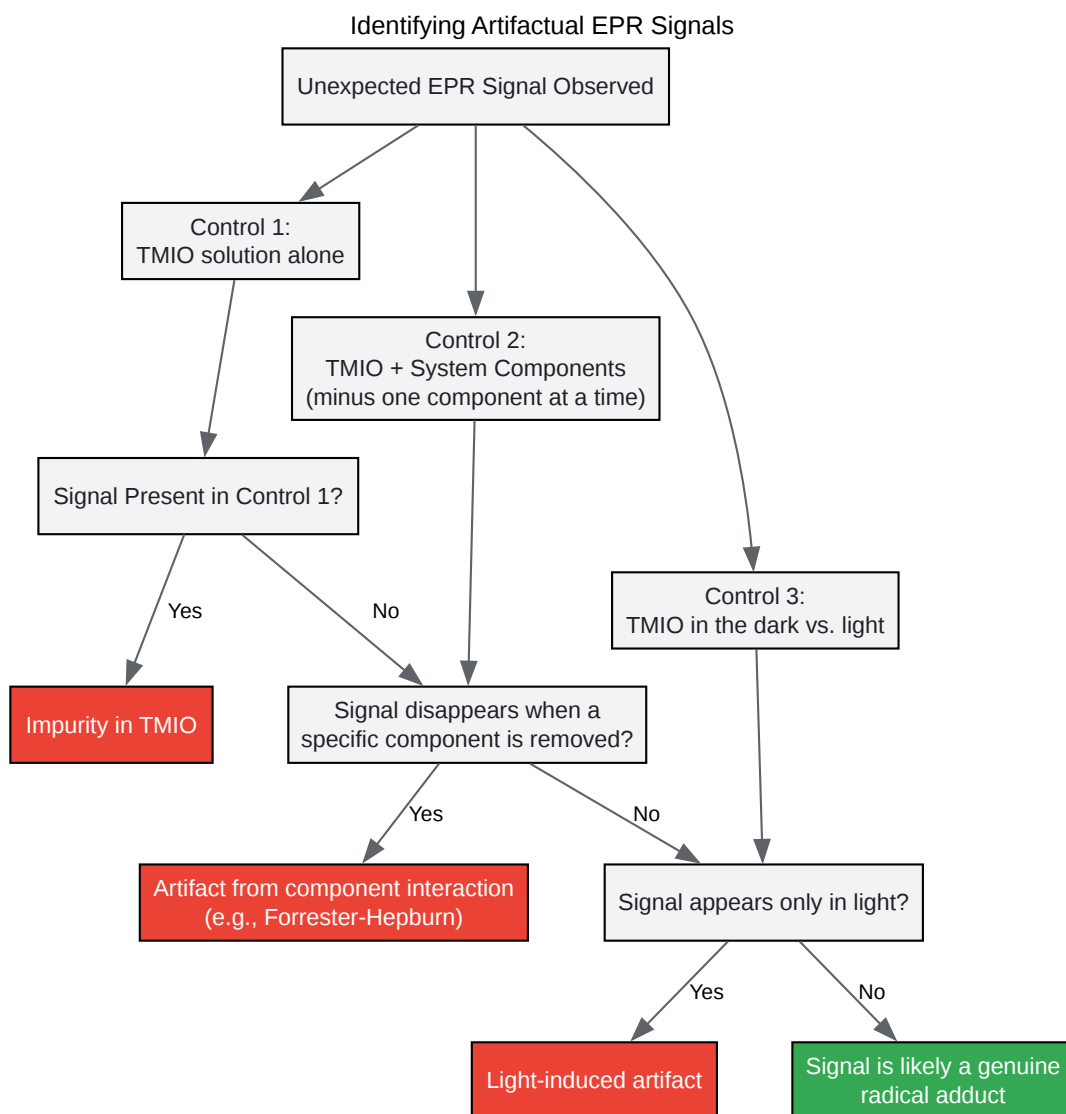 Identifying Artifactual EPR Signals
Unexpected EPR Signal Observed
Control 1:
TMIO solution alone
Control 2:
TMIO + System Components
(minus one component at a time)
Signal Present in Control 1?
Control 3:
TMIO in the dark vs. light
Yes
No
Impurity in TMIO
Signal disappears when a
specific component is removed?
Yes
No
Artifact from component interaction
(e.g., Forrester-Hepburn)
Signal appears only in light?
Yes
No
Light-induced artifact
Signal is likely a genuine
radical adduct